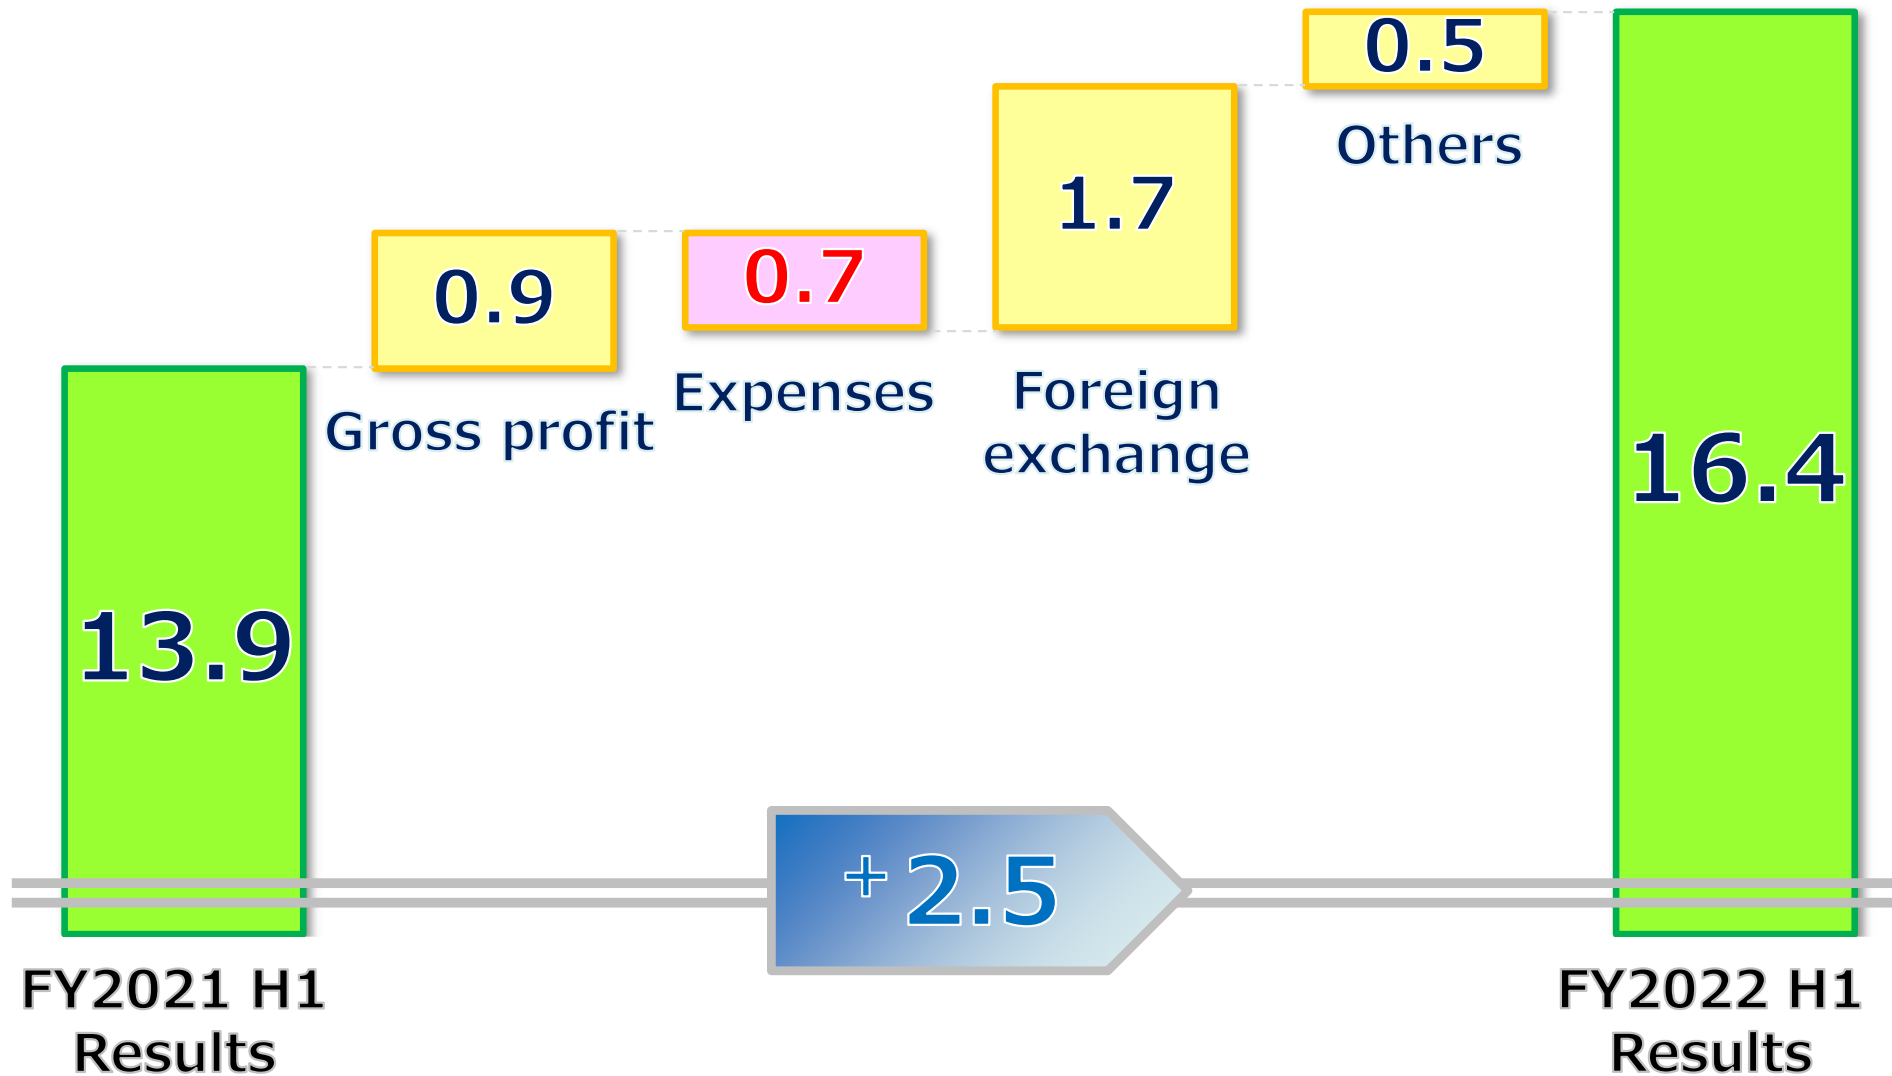 0.5
Others
1.7
Foreign
exchange
0.9
Gross profit
0.7
Expenses
13.9
16.4
+2.5
FY2021 H1
Results
FY2022 H1
Results